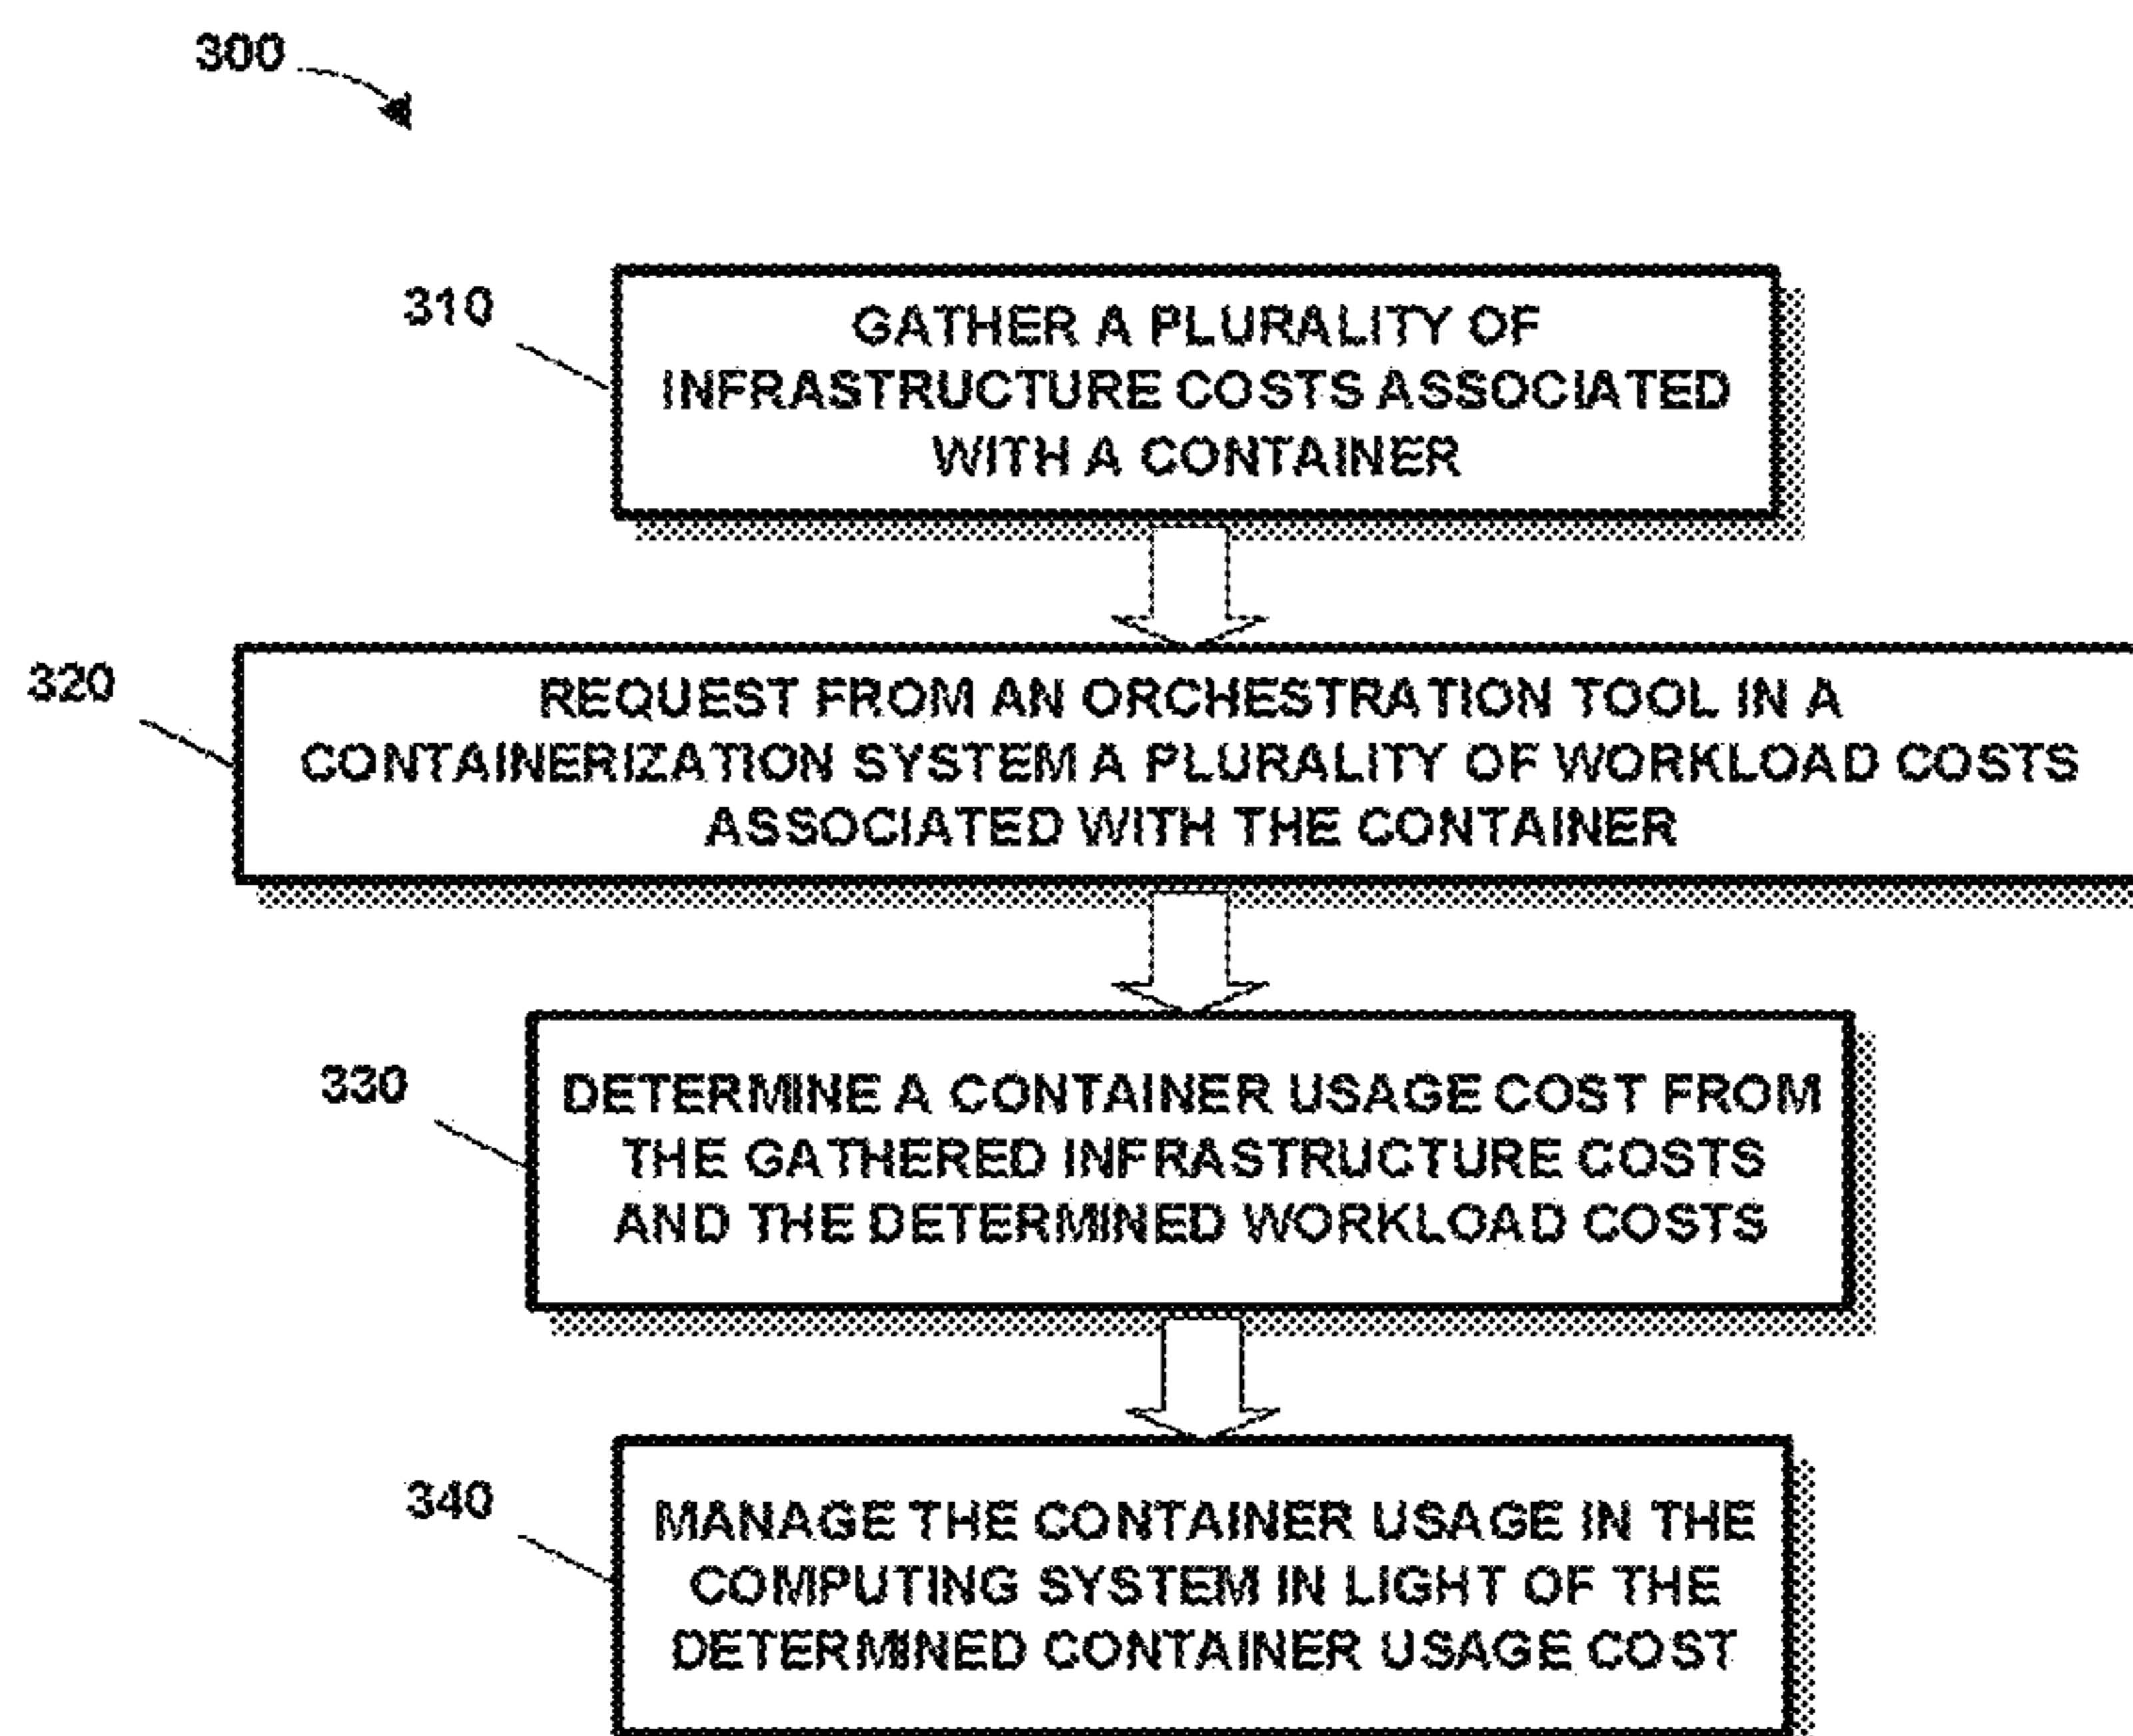 300
310
GATHER A PLURALITY OF
INFRASTRUCTURE COSTS ASSOCIATED
WITH A CONTAINER
320
REQUEST FROM AN ORCHESTRATION TOOL IN A
CONTAINERIZATION SYSTEM A PLURALITY OF WORKLOAD COSTS
ASSOCIATED WITH THE CONTAINER
330
DETERMINE A CONTAINER USAGE COST FROM
THE GATHERED INFRASTRUCTURE COSTS
AND THE DETERMINED WORKLOAD COSTS
340
MANAGE THE CONTAINER USAGE IN THE
COMPUTING SYSTEM IN LIGHT OF THE
DETERMINED CONTAINER USAGE COST